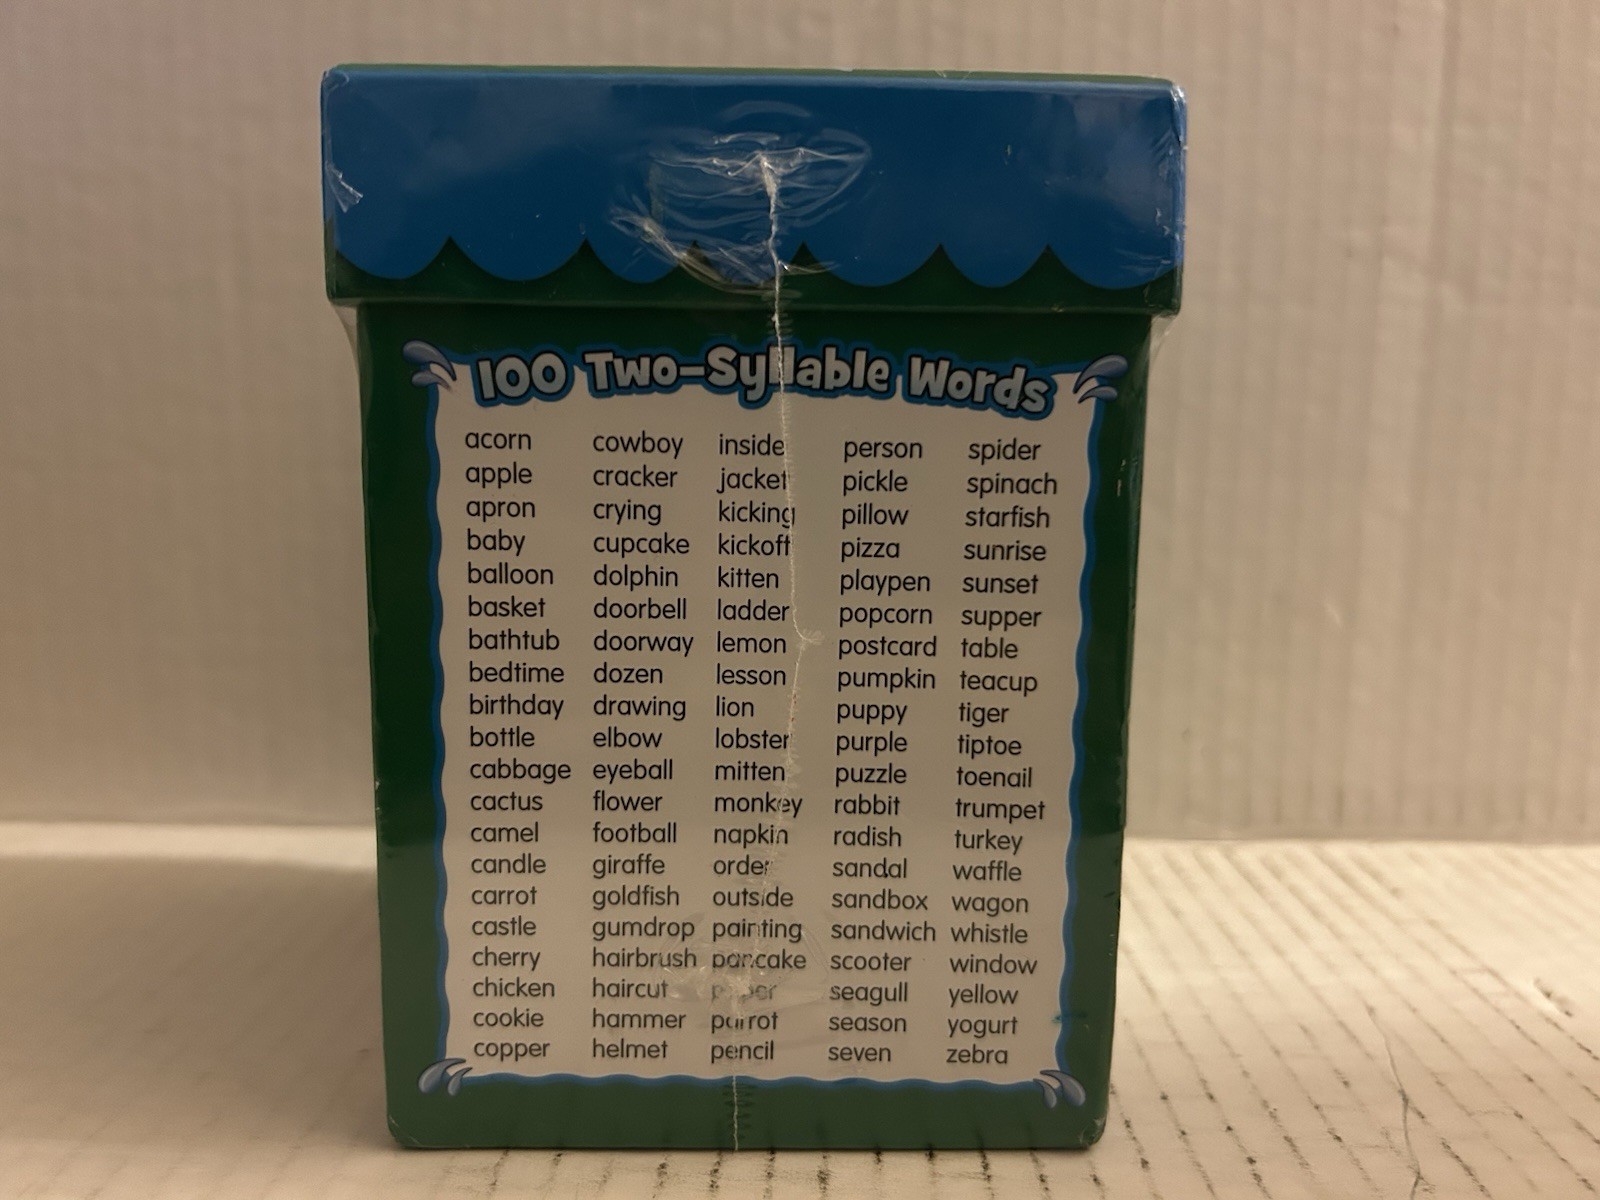 100 Two-Syllable Words
acorn cowboy inside person spider
apple cracker jacket pickle spinach
apron crying kicking pillow starfish
baby cupcake kickoff pizza sunrise
balloon dolphin kitten playpen sunset
basket doorbell ladder popcorn supper
bathtub doorway lemon postcard table
bedtime dozen lesson pumpkin teacup
birthday drawing lion puppy tiger
bottle elbow lobster purple tiptoe
cabbage eyeball mitten puzzle toenail
cactus flower monkey rabbit trumpet
camel football napkin radish turkey
candle giraffe order sandal waffle
carrot goldfish outside sandbox wagon
castle gumdrop painting sandwich whistle
cherry hairbrush pancake scooter window
chicken haircut paper seagull yellow
cookie hammer parrot season yogurt
copper helmet pencil seven zebra